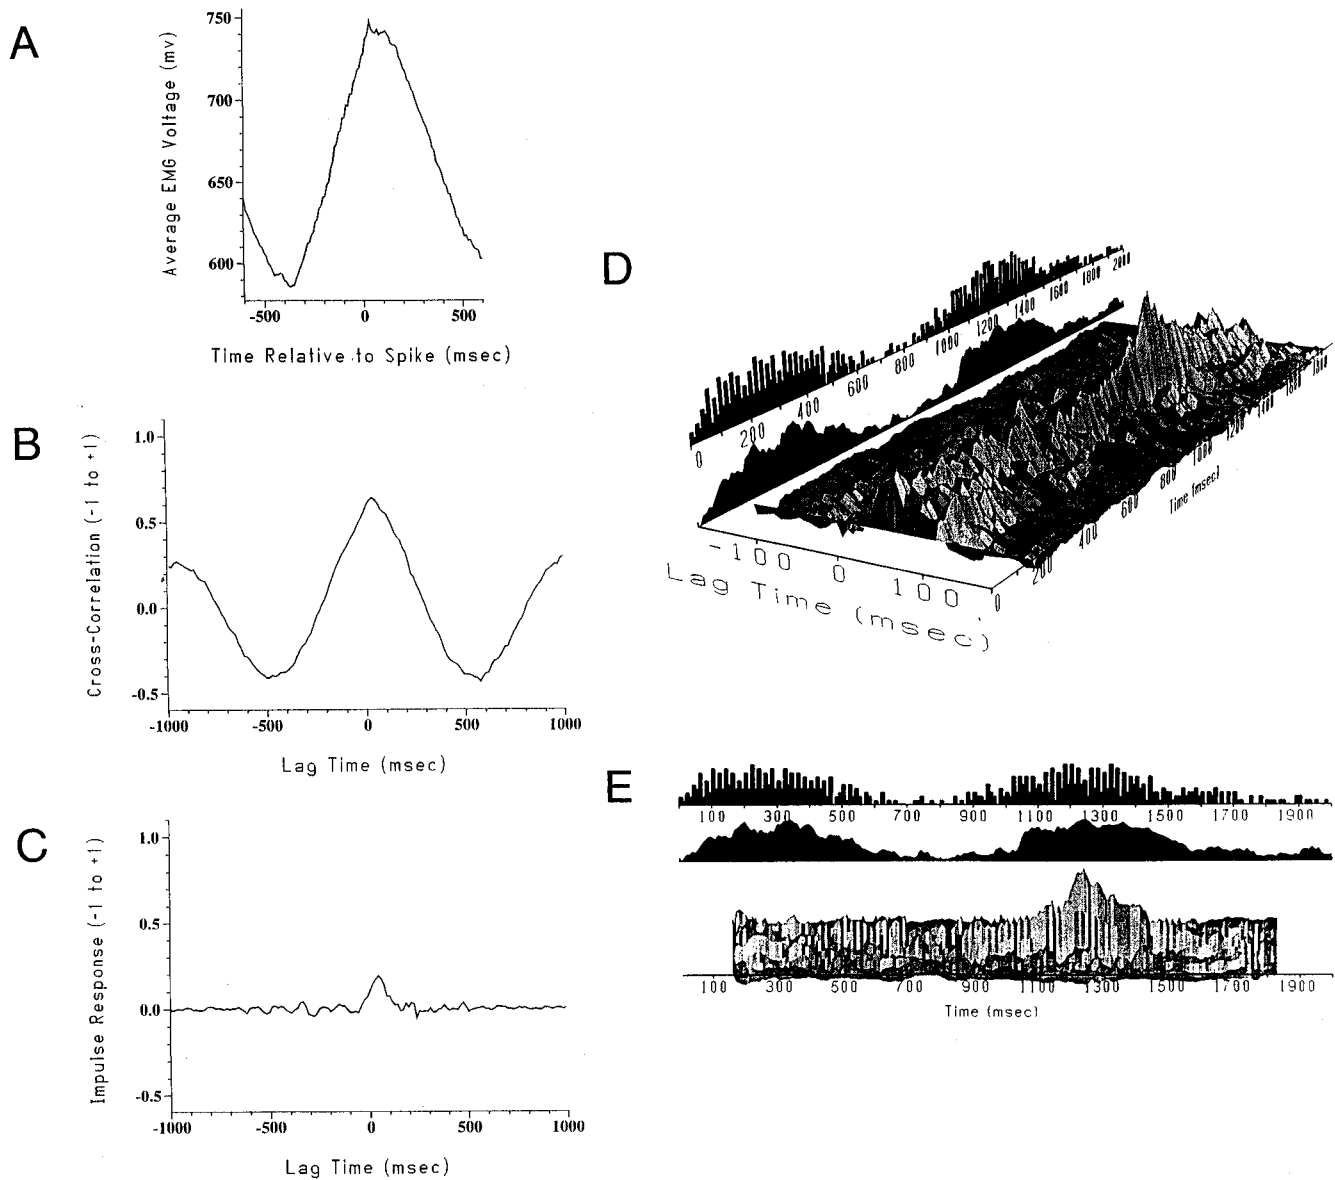 A
750
700
650
600
Average EMG Voltage (mv)
-500 0 500
Time Relative to Spike (msec)
B
1.0
0.5
0.0
-0.5
Cross-Correlation (-1 to +1)
-1000 -500 0 500 1000
Lag Time (msec)
C
1.0
0.5
0.0
-0.5
Impulse Response (-1 to +1)
-1000 -500 0 500 1000
Lag Time (msec)
D
0 200 400 600 800 1000 1200 1400 1600 1800 2000
-100 0 100
Lag Time (msec)
0 200 400 600 800 1000 1200 1400 1600 1800
Time (msec)
E
100 300 500 700 900 1100 1300 1500 1700 1900
100 300 500 700 900 1100 1300 1500 1700 1900
Time (msec)